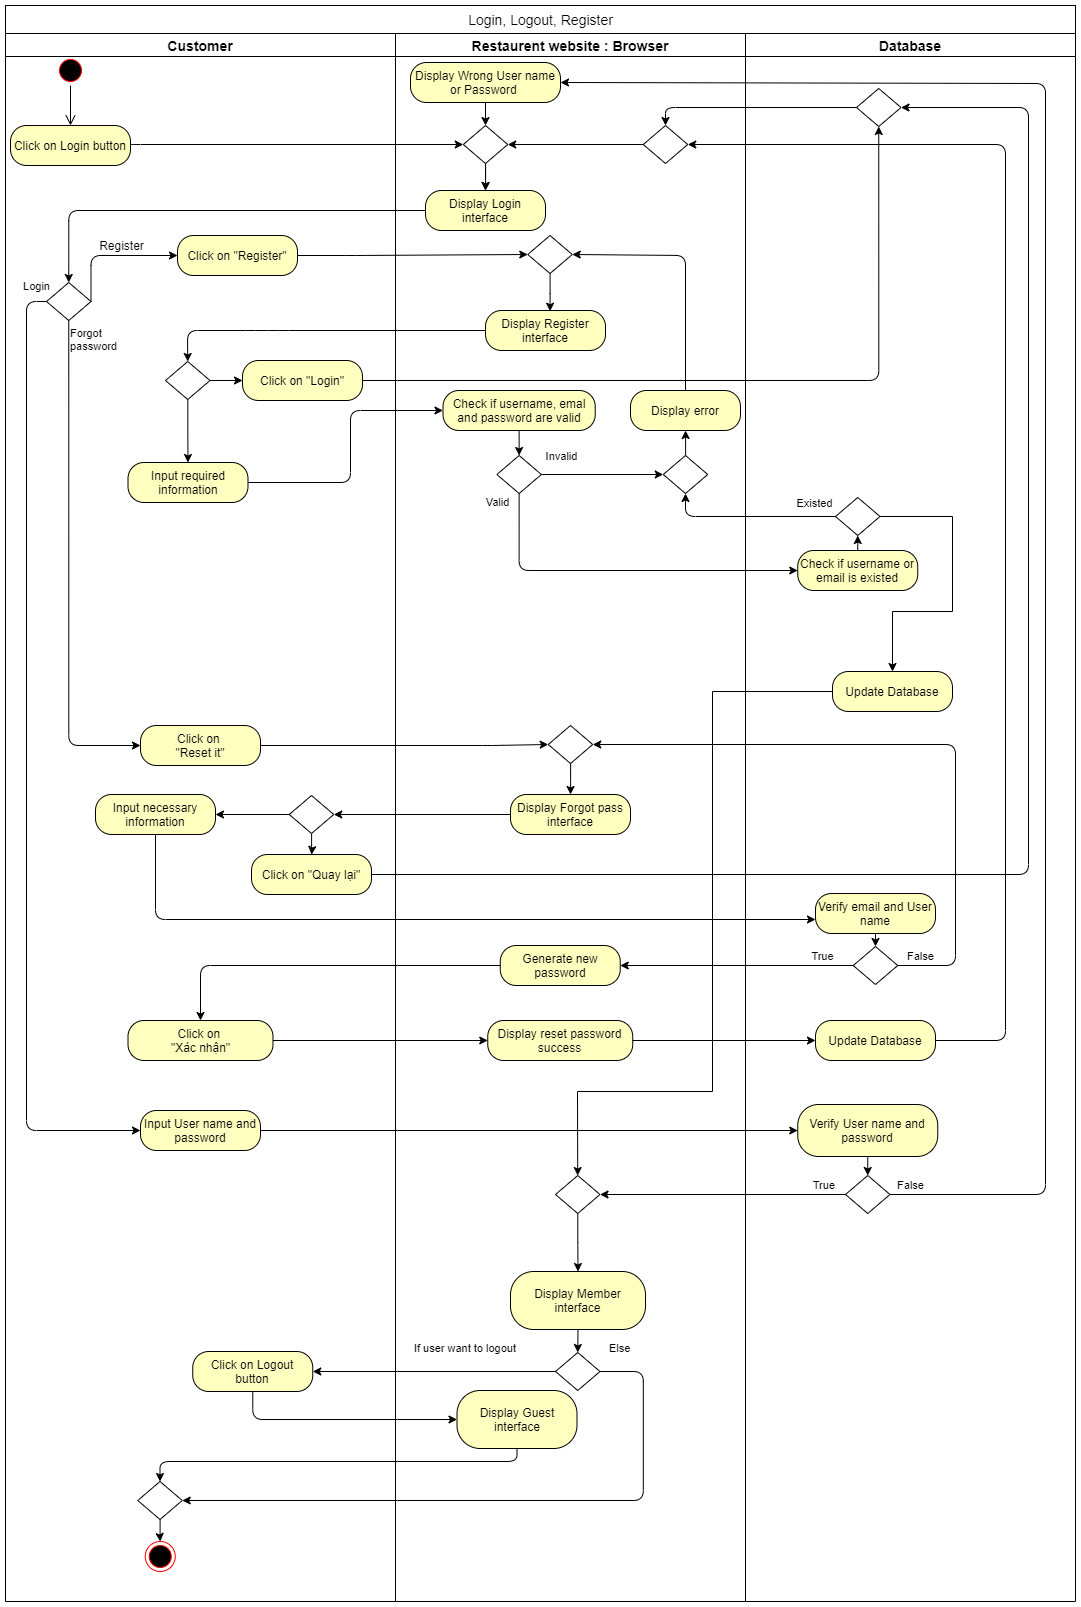 Login, Logout, Register
Customer
Restaurent website : Browser
Database
Display Wrong User name
or Password
Click on Login button
Display Login
interface
Register
Click on "Register"
Login
Forgot
password
Display Register
interface
Click on "Login"
Check if username, emal
and password are valid
Display error
Invalid
Input required
information
Valid
Existed
Check if username or
email is existed
Update Database
Click on
"Reset it"
Input necessary
information
Display Forgot pass
interface
Click on "Quay lại"
Verify email and User
name
Generate new
password
True
False
Click on
"Xác nhận"
Display reset password
success
Update Database
Input User name and
password
Verify User name and
password
True
False
Display Member
interface
If user want to logout
Else
Click on Logout
button
Display Guest
interface